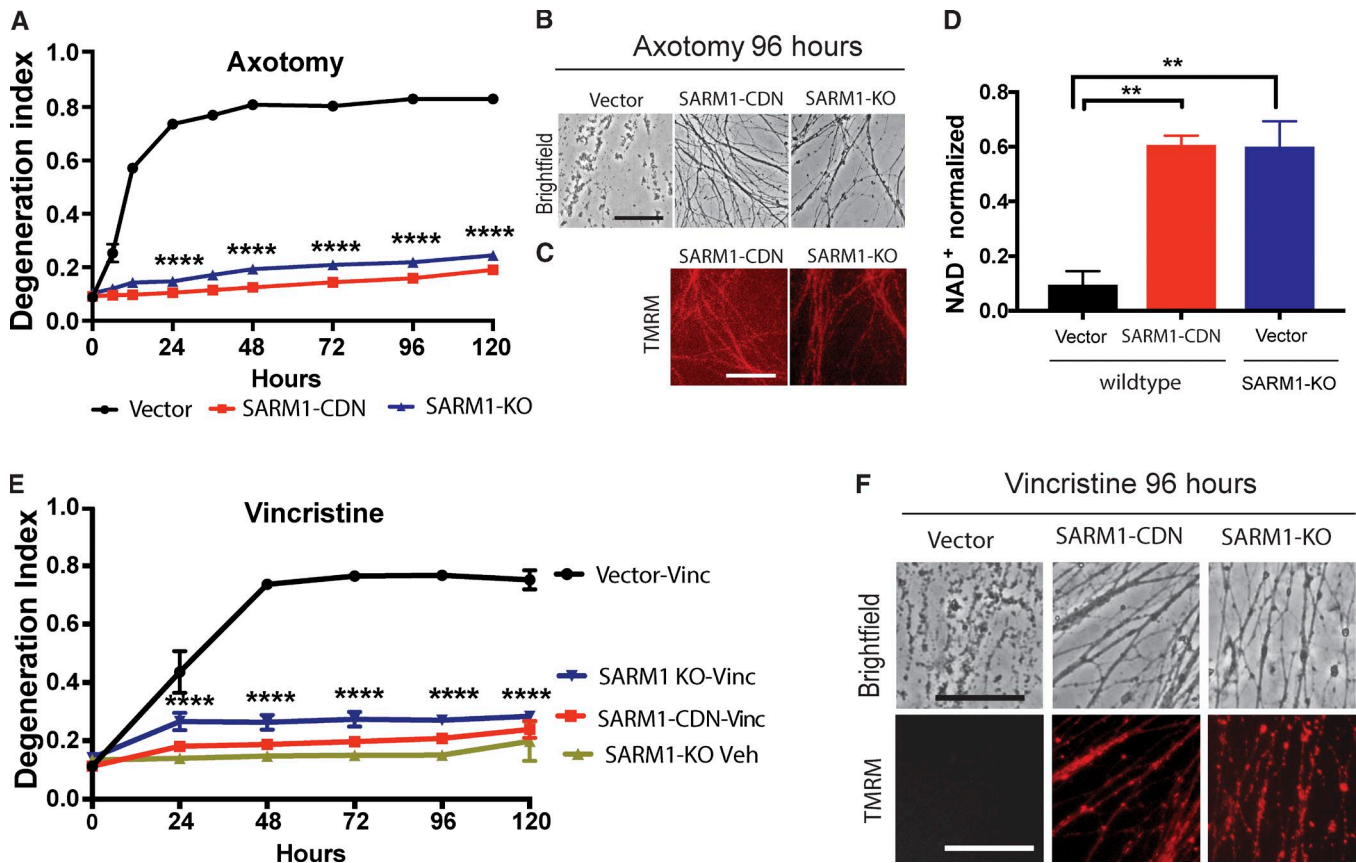 A
Axotomy
Degeneration index
1.0
0.8
0.6
0.4
0.2
0.0
**** **** **** **** ****
0 24 48 72 96 120
Hours
Vector SARM1-CDN SARM1-KO
B
Axotomy 96 hours
Vector SARM1-CDN SARM1-KO
Brightfield
C
SARM1-CDN SARM1-KO
TMRM
D
NAD+ normalized
0.8
0.6
0.4
0.2
0.0
**
**
Vector SARM1-CDN Vector
wildtype SARM1-KO
E
Vincristine
Degeneration Index
1.0
0.8
0.6
0.4
0.2
0.0
**** **** **** **** ****
Vector-Vinc
SARM1 KO-Vinc
SARM1-CDN-Vinc
SARM1-KO Veh
0 24 48 72 96 120
Hours
F
Vincristine 96 hours
Vector SARM1-CDN SARM1-KO
Brightfield
TMRM